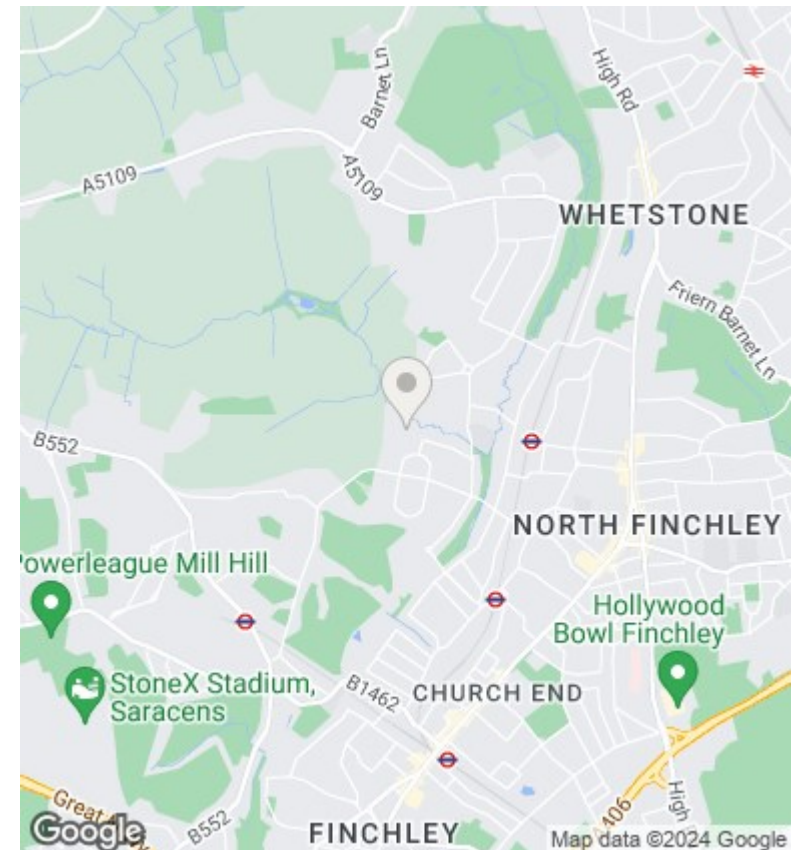 Barnet Ln
High Rd
A5109
A5109
WHETSTONE
Friern Barnet Ln
B552
NORTH FINCHLEY
Powerleague Mill Hill
Hollywood
Bowl Finchley
StoneX Stadium,
Saracens
B1462
CHURCH END
A406
High
Great
B552
FINCHLEY
Google
Map data ©2024 Google